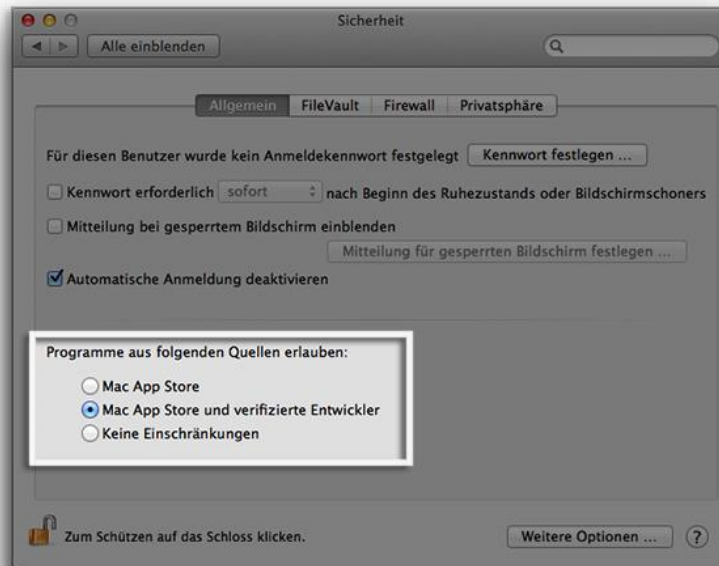 Sicherheit
Alle einblenden
Allgemein FileVault Firewall Privatsphäre
Für diesen Benutzer wurde kein Anmeldekennwort festgelegt Kennwort festlegen ...
Kennwort erforderlich sofort nach Beginn des Ruhezustands oder Bildschirmschoners
Mitteilung bei gesperrtem Bildschirm einblenden
Mitteilung für gesperrten Bildschirm festlegen ...
Automatische Anmeldung deaktivieren
Programme aus folgenden Quellen erlauben:
Mac App Store
Mac App Store und verifizierte Entwickler
Keine Einschränkungen
Zum Schützen auf das Schloss klicken. Weitere Optionen ... ?